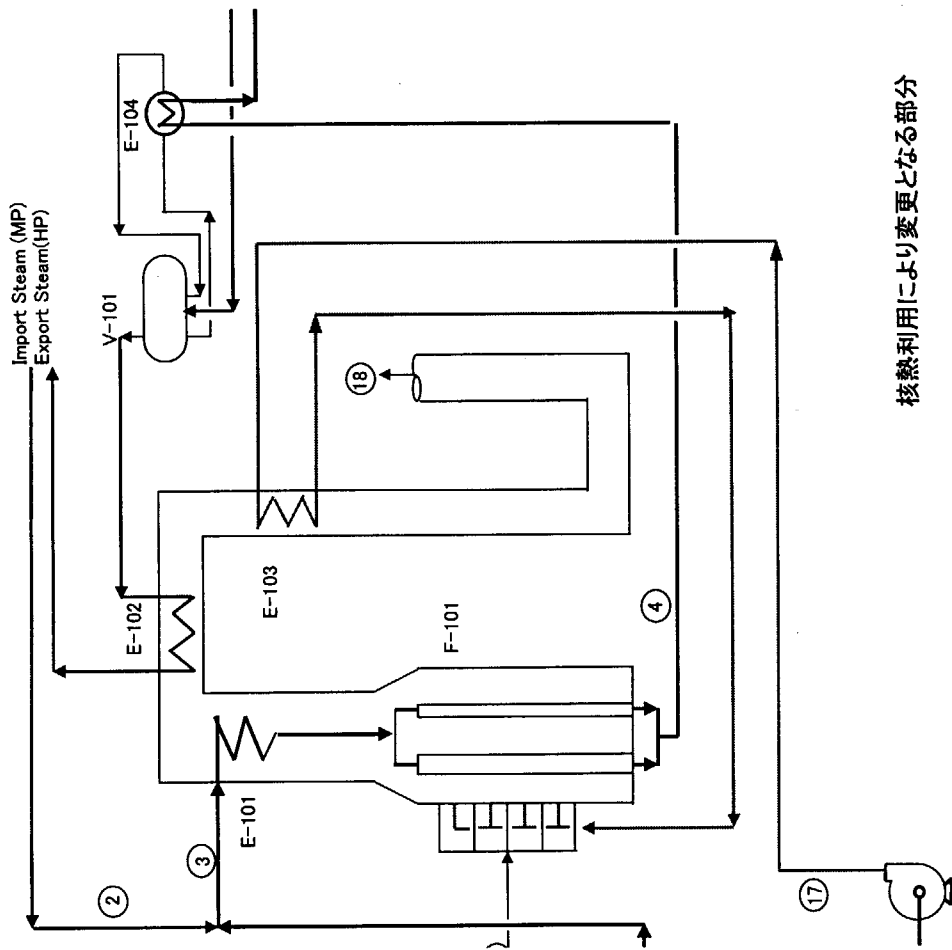 Import Steam (MP)
Export Steam(HP)
E-104
V-101
18
E-102
E-103
F-101
4
E-101
3
2
17
)
核熱利用により変更となる部分